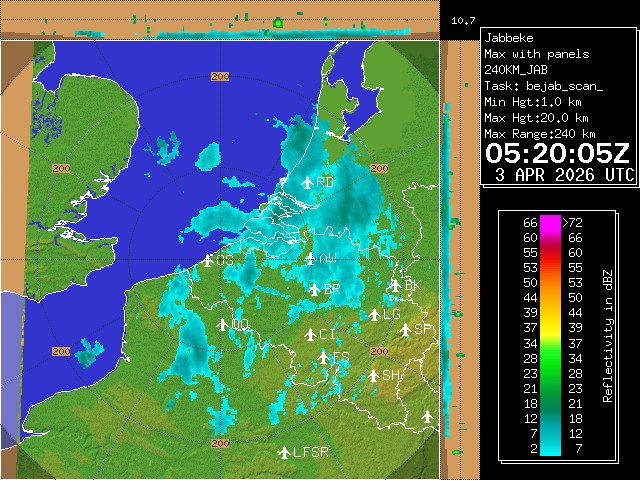 10.7
Jabbeke
Max with panels
240KM_JAB
Task: bejab_scan_
Min Hgt:1.0 km
Max Hgt:20.0 km
Max Range:240 km
05:20:05Z
3 APR 2026 UTC
200
200
200
RD
OS
AW
BR
BK
LG
UO
CI
SP
FS
200
200
SH
200
LFSR
66 >72
60 66
55 60
53 55
50 53
44 50
39 44
37 39
34 37
28 34
23 28
21 23
18 21
12 18
7 12
2 7
Reflectivity in dBZ